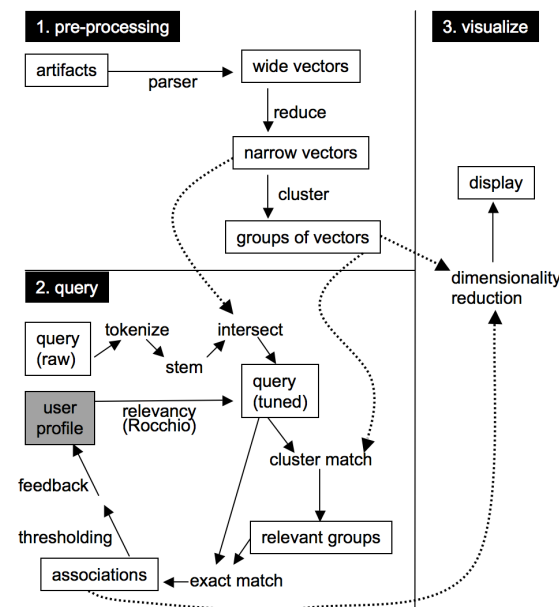 1. pre-processing
3. visualize
artifacts
parser
wide vectors
reduce
narrow vectors
cluster
groups of vectors
display
dimensionality
reduction
2. query
query
(raw)
tokenize
stem
intersect
query
(tuned)
user
profile
relevancy
(Rocchio)
cluster match
feedback
thresholding
relevant groups
associations
exact match